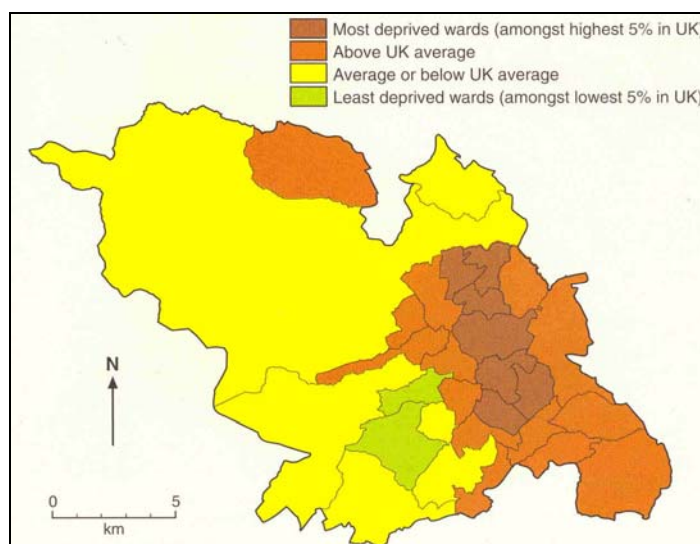 Most deprived wards (amongst highest 5% in UK)
Above UK average
Average or below UK average
Least deprived wards (amongst lowest 5% in UK)
N
0 5
km